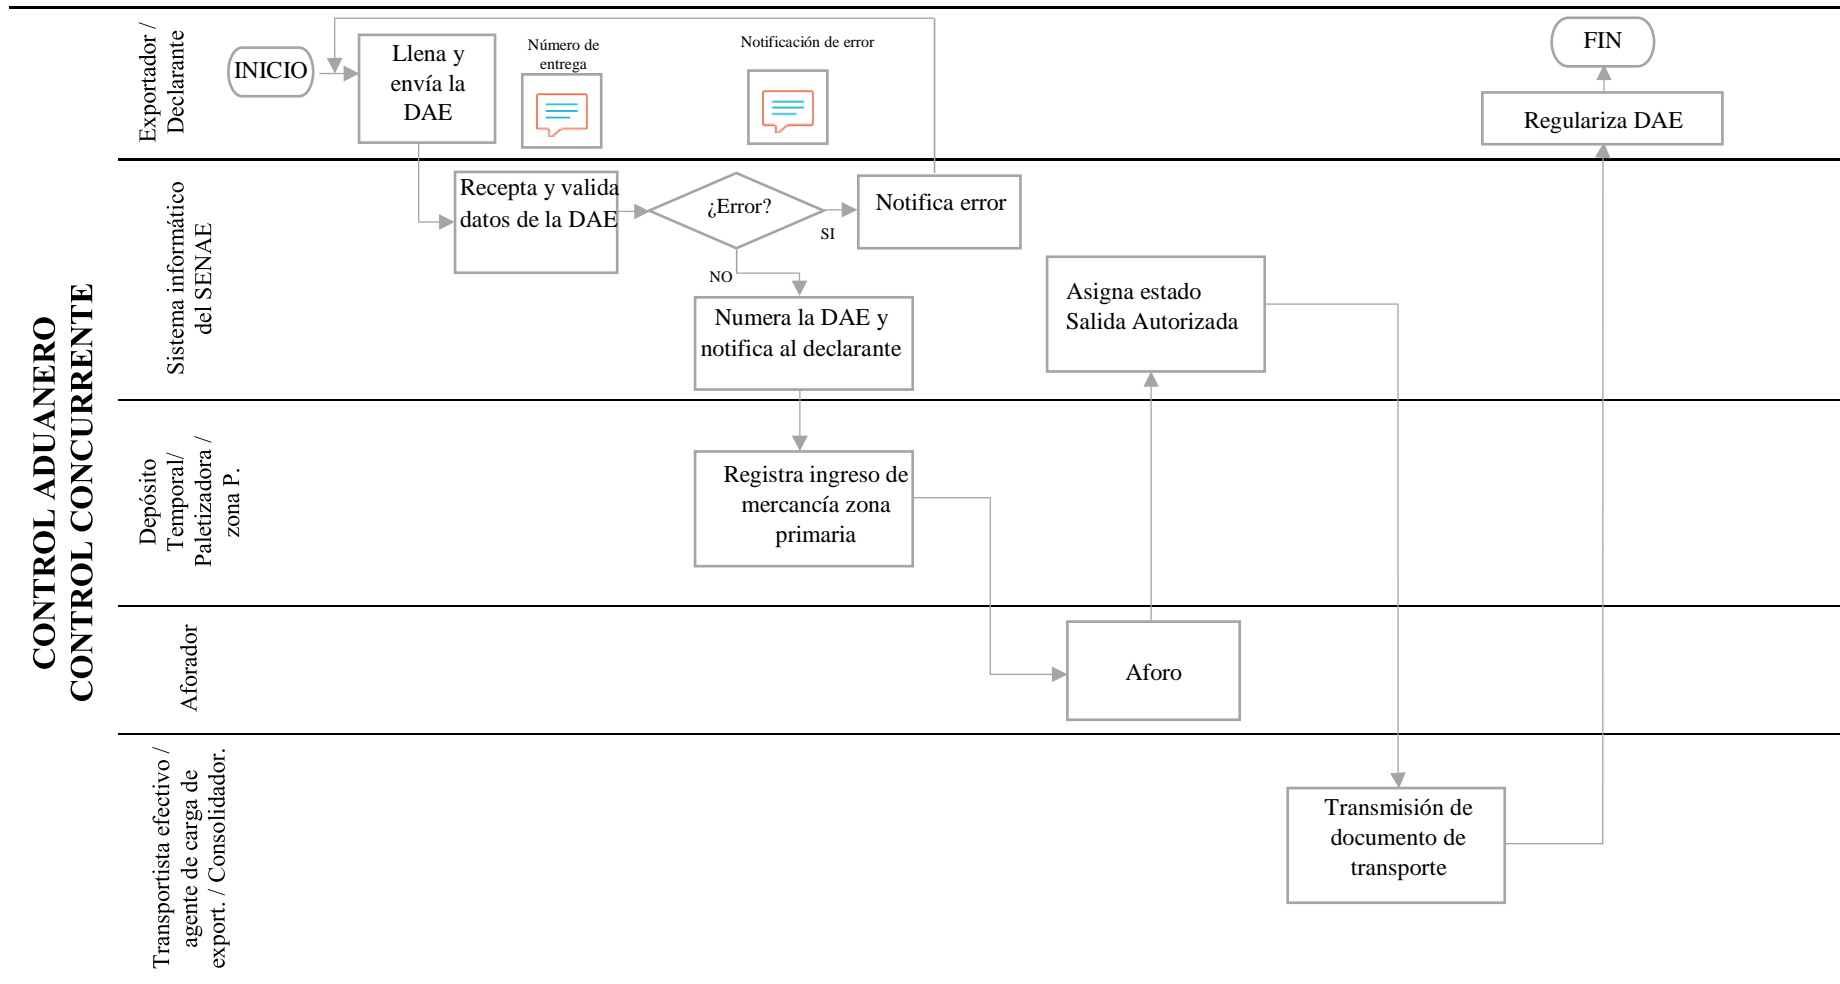 CONTROL ADUANERO
CONTROL CONCURRENTE
Exportador /
Declarante
INICIO
Llena y
envía la
DAE
Número de
entrega
Notificación de error
FIN
Regulariza DAE
Sistema informático
del SENAE
Recepta y valida
datos de la DAE
¿Error?
SI
NO
Notifica error
Numera la DAE y
notifica al declarante
Asigna estado
Salida Autorizada
Depósito
Temporal/
Paletizadora /
zona P.
Registra ingreso de
mercancía zona
primaria
Aforador
Aforo
Transportista efectivo /
agente de carga de
export. / Consolidador.
Transmisión de
documento de
transporte